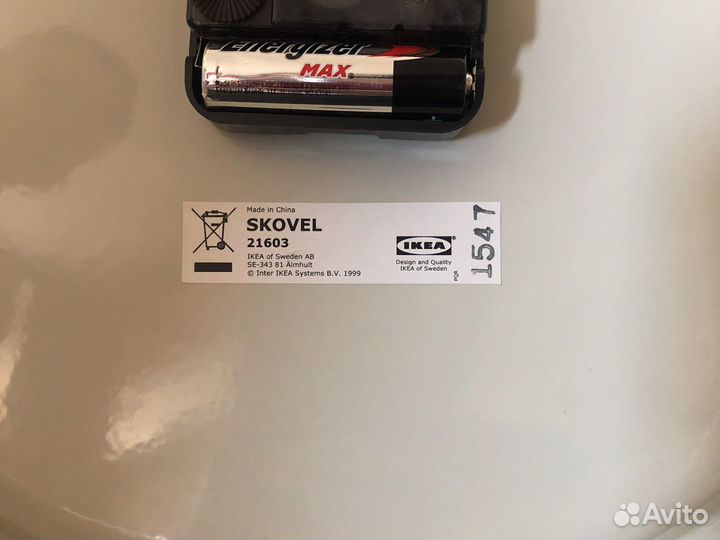 Energizer
MAX
Made in China
SKOVEL
21603
IKEA of Sweden AB
SE-343 81 Älmhult
© Inter IKEA Systems B.V. 1999
IKEA
Design and Quality
IKEA of Sweden
PQR
1547
Avito